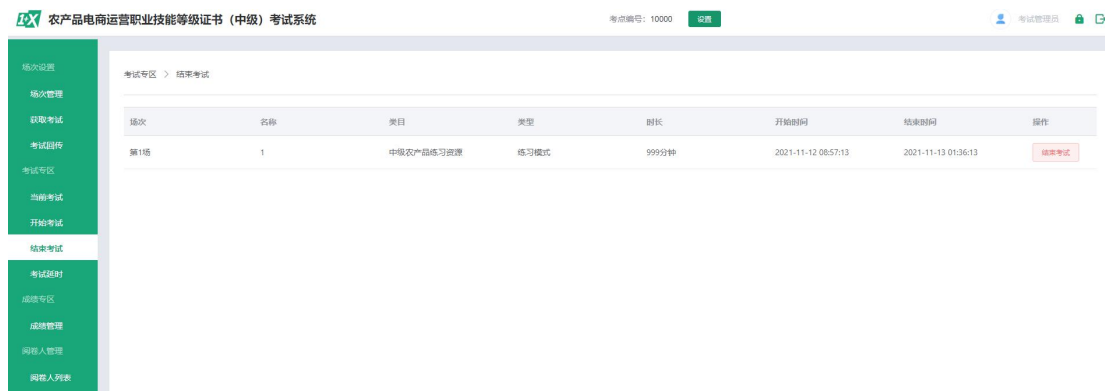 农产品电商运营职业技能等级证书（中级）考试系统
考点编号：10000 设置
考试管理员
场次设置
场次管理
获取考试
考试回传
考试专区
当前考试
开始考试
结束考试
考试延时
成绩专区
成绩管理
阅卷人管理
阅卷人列表
考试专区 > 结束考试
场次 名称 类目 类型 时长 开始时间 结束时间 操作
第1场 1 中级农产品练习资源 练习模式 999分钟 2021-11-12 08:57:13 2021-11-13 01:36:13 结束考试